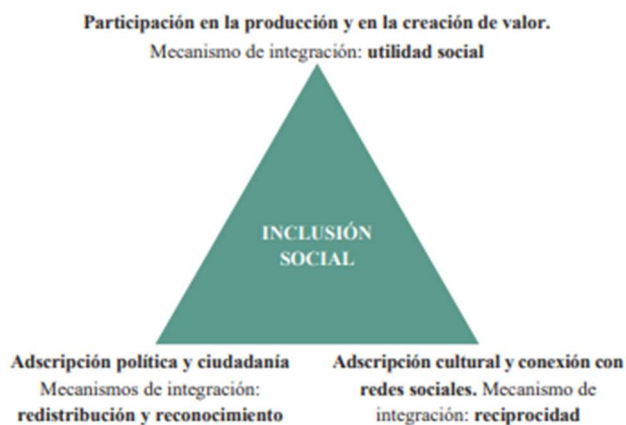 Participación en la producción y en la creación de valor.
Mecanismo de integración: utilidad social
INCLUSIÓN
SOCIAL
Adscripción política y ciudadanía
Mecanismos de integración:
redistribución y reconocimiento
Adscripción cultural y conexión con
redes sociales. Mecanismo de
integración: reciprocidad